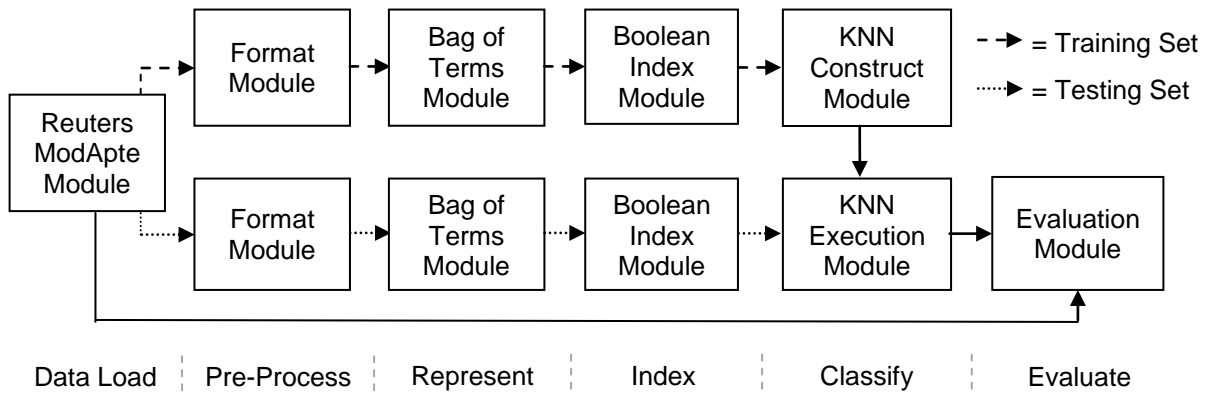 Format
Module
Bag of
Terms
Module
Boolean
Index
Module
KNN
Construct
Module
= Training Set
= Testing Set
Reuters
ModApte
Module
Format
Module
Bag of
Terms
Module
Boolean
Index
Module
KNN
Execution
Module
Evaluation
Module
Data Load
Pre-Process
Represent
Index
Classify
Evaluate